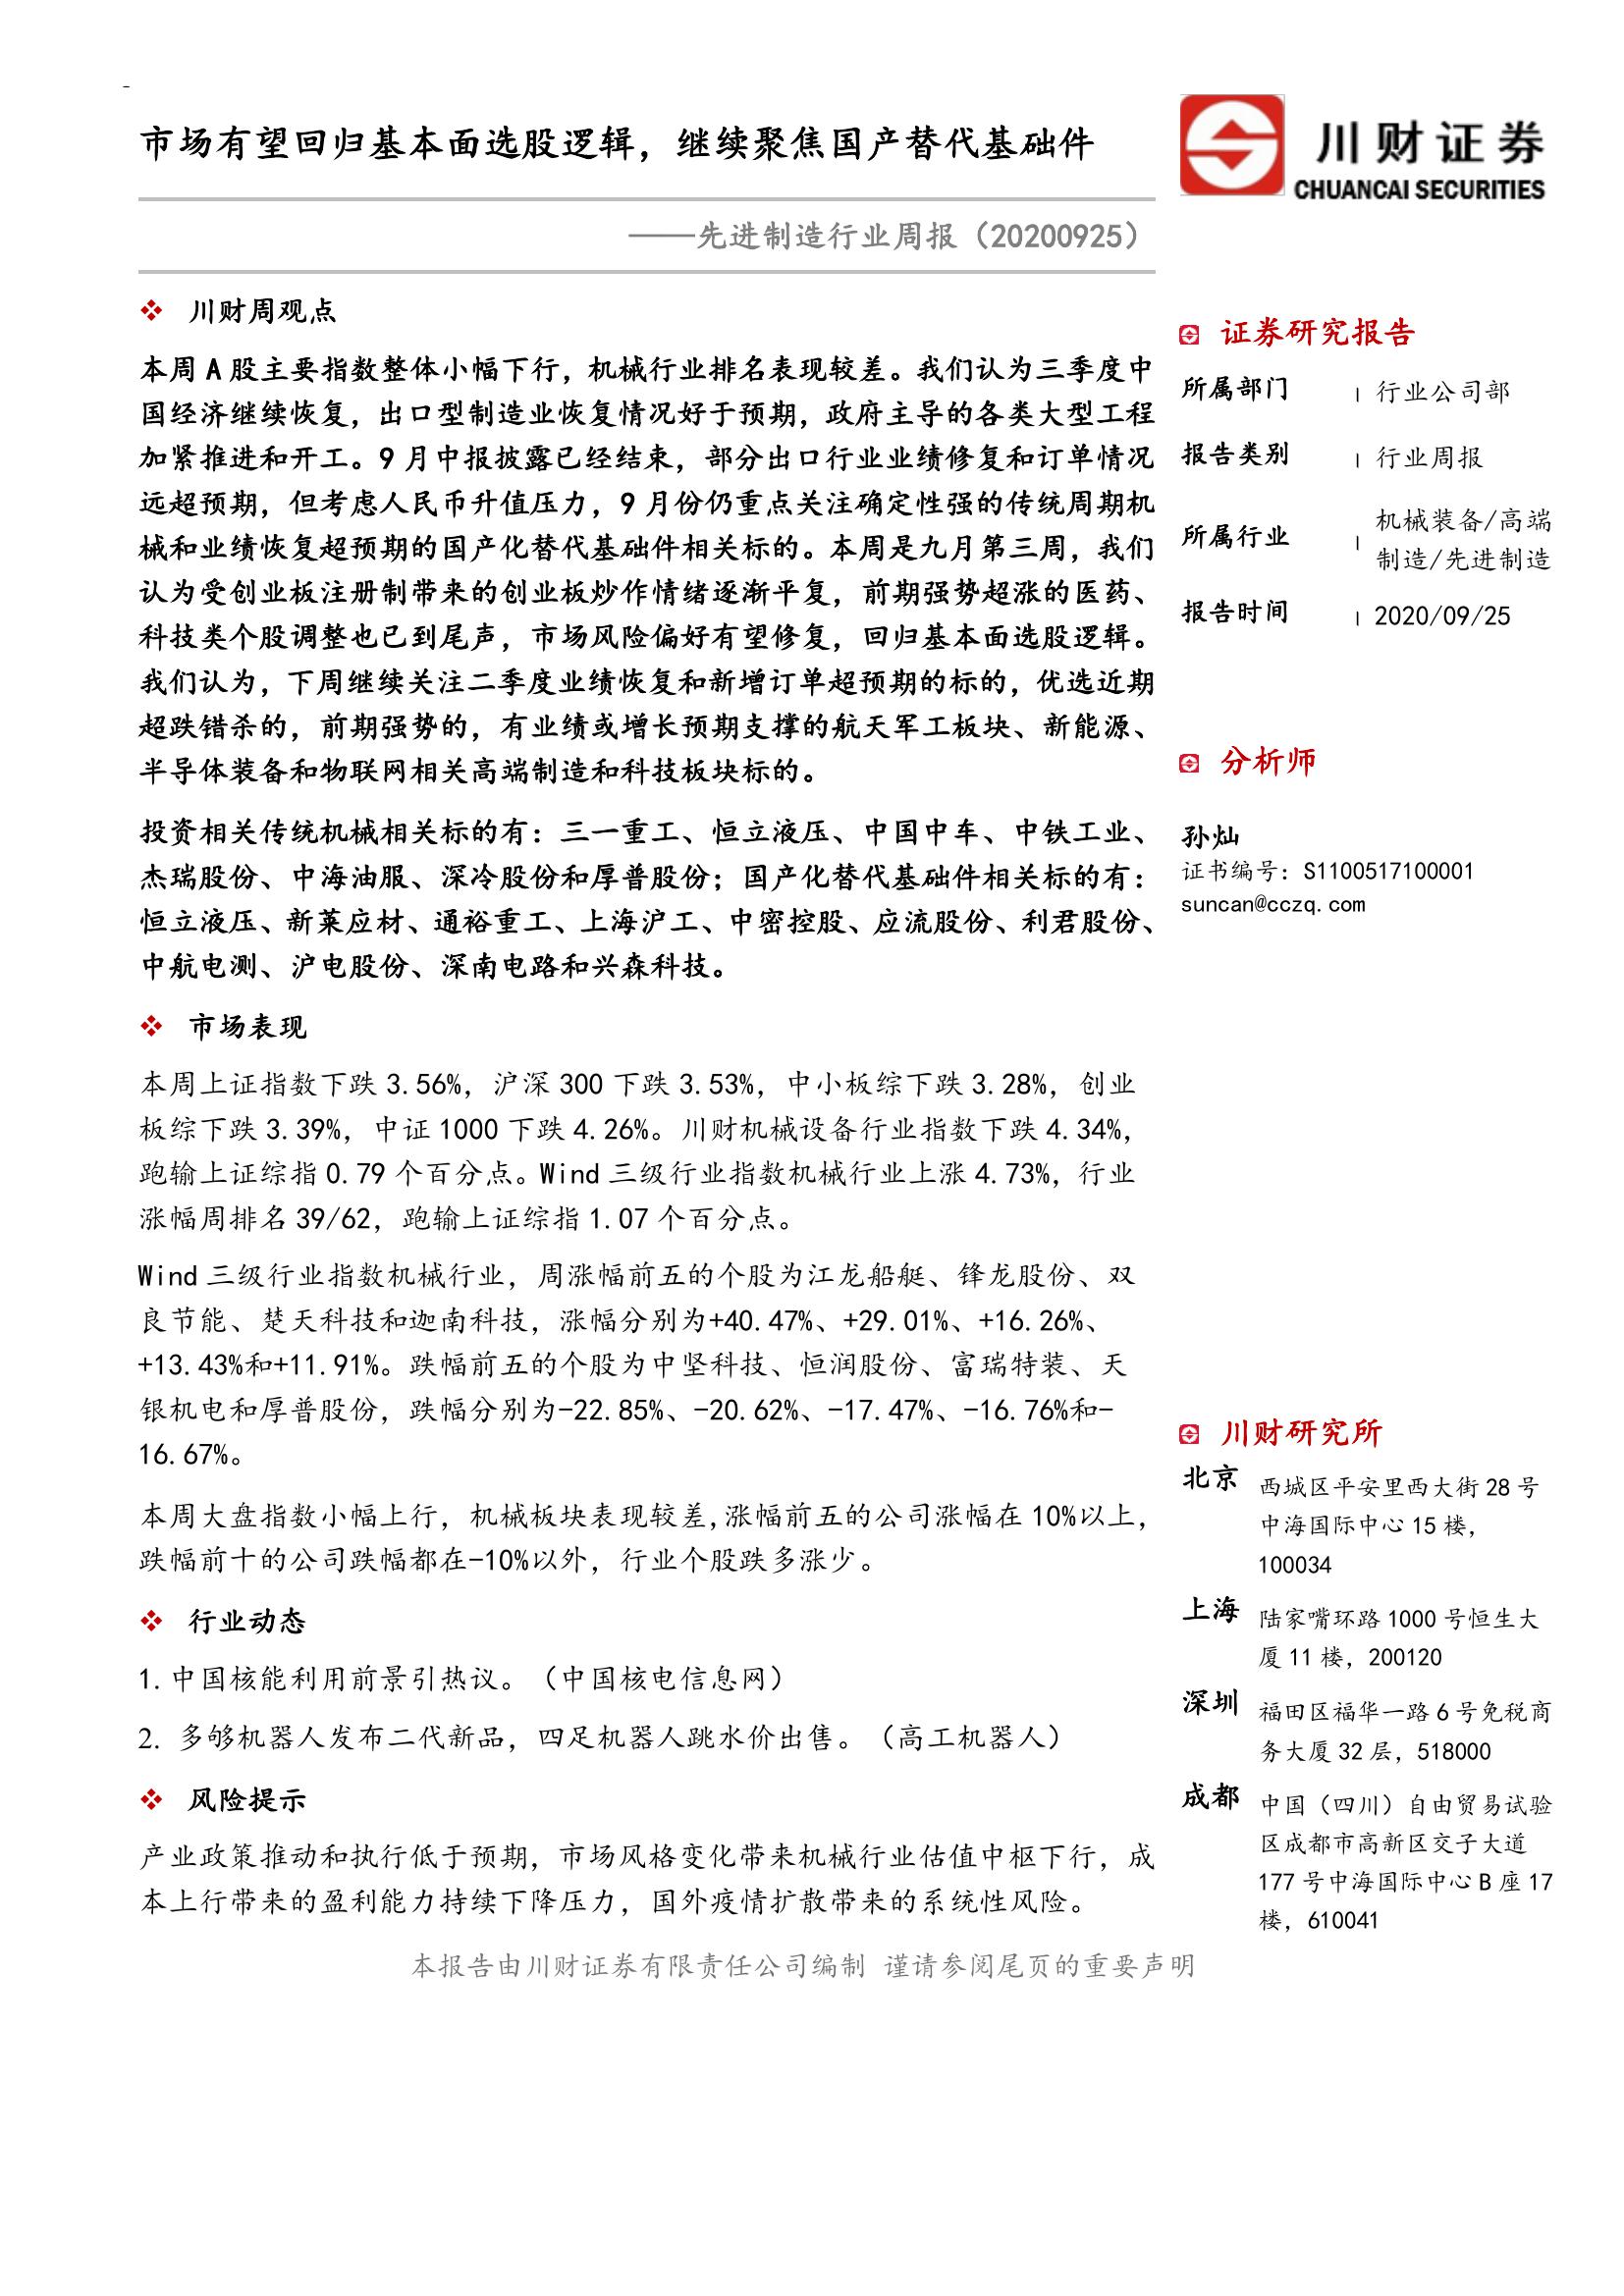 -
市场有望回归基本面选股逻辑，继续聚焦国产替代基础件
——先进制造行业周报（20200925）
川财周观点
本周 A 股主要指数整体小幅下行，机械行业排名表现较差。我们认为三季度中
国经济继续恢复，出口型制造业恢复情况好于预期，政府主导的各类大型工程
加紧推进和开工。9 月中报披露已经结束，部分出口行业业绩修复和订单情况
远超预期，但考虑人民币升值压力，9 月份仍重点关注确定性强的传统周期机
械和业绩恢复超预期的国产化替代基础件相关标的。本周是九月第三周，我们
认为受创业板注册制带来的创业板炒作情绪逐渐平复，前期强势超涨的医药、
科技类个股调整也已到尾声，市场风险偏好有望修复，回归基本面选股逻辑。
我们认为，下周继续关注二季度业绩恢复和新增订单超预期的标的，优选近期
超跌错杀的，前期强势的，有业绩或增长预期支撑的航天军工板块、新能源、
半导体装备和物联网相关高端制造和科技板块标的。
投资相关传统机械相关标的有：三一重工、恒立液压、中国中车、中铁工业、
杰瑞股份、中海油服、深冷股份和厚普股份；国产化替代基础件相关标的有：
恒立液压、新莱应材、通裕重工、上海沪工、中密控股、应流股份、利君股份、
中航电测、沪电股份、深南电路和兴森科技。
市场表现
本周上证指数下跌 3.56%，沪深 300 下跌 3.53%，中小板综下跌 3.28%，创业
板综下跌 3.39%，中证 1000 下跌 4.26%。川财机械设备行业指数下跌 4.34%，
跑输上证综指 0.79 个百分点。Wind 三级行业指数机械行业上涨 4.73%，行业
涨幅周排名 39/62，跑输上证综指 1.07 个百分点。
Wind 三级行业指数机械行业，周涨幅前五的个股为江龙船艇、锋龙股份、双
良节能、楚天科技和迦南科技，涨幅分别为+40.47%、+29.01%、+16.26%、
+13.43%和+11.91%。跌幅前五的个股为中坚科技、恒润股份、富瑞特装、天
银机电和厚普股份，跌幅分别为-22.85%、-20.62%、-17.47%、-16.76%和-
16.67%。
本周大盘指数小幅上行，机械板块表现较差,涨幅前五的公司涨幅在 10%以上，
跌幅前十的公司跌幅都在-10%以外，行业个股跌多涨少。
行业动态
1. 中国核能利用前景引热议。（中国核电信息网）
2. 多够机器人发布二代新品，四足机器人跳水价出售。（高工机器人）
风险提示
产业政策推动和执行低于预期，市场风格变化带来机械行业估值中枢下行，成
本上行带来的盈利能力持续下降压力，国外疫情扩散带来的系统性风险。
川财证券
CHUANCAI SECURITIES
证券研究报告
所属部门 | 行业公司部
报告类别 | 行业周报
所属行业 | 机械装备/高端
制造/先进制造
报告时间 | 2020/09/25
分析师
孙灿
证书编号：S1100517100001
suncan@cczq.com
川财研究所
北京 西城区平安里西大街 28 号
中海国际中心 15 楼，
100034
上海 陆家嘴环路 1000 号恒生大
厦 11 楼，200120
深圳 福田区福华一路 6 号免税商
务大厦 32 层，518000
成都 中国（四川）自由贸易试验
区成都市高新区交子大道
177 号中海国际中心 B 座 17
楼，610041
本报告由川财证券有限责任公司编制 谨请参阅尾页的重要声明